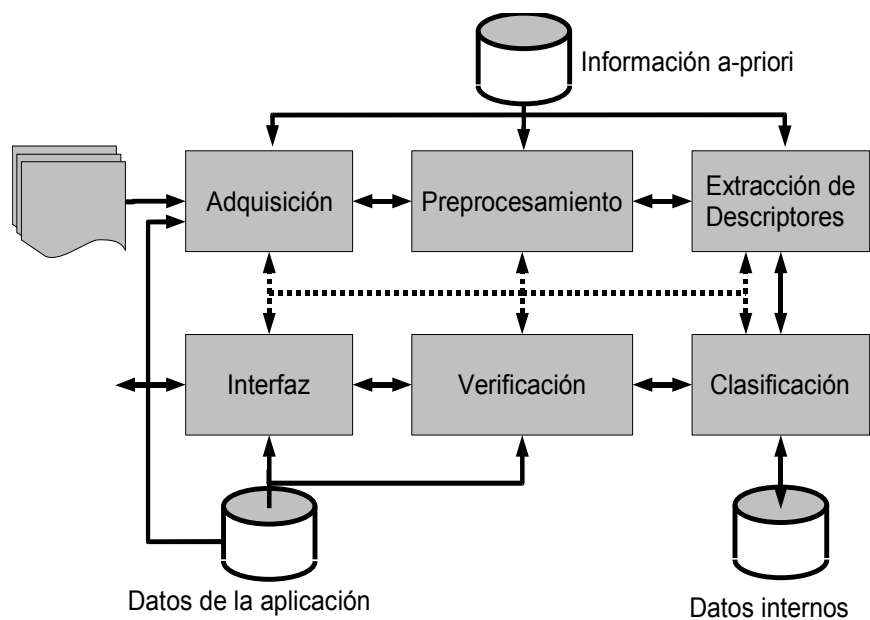 Información a-priori
Adquisición
Preprocesamiento
Extracción de
Descriptores
Interfaz
Verificación
Clasificación
Datos de la aplicación
Datos internos